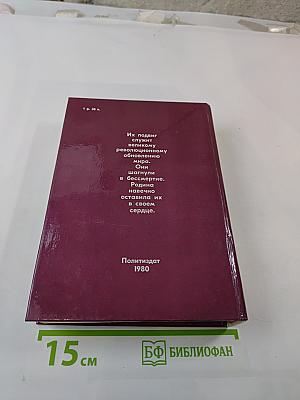 1 р. 30 к.
Их подвиг
служит
великому
революционному
обновлению
мира.
Они
шагнули
в бессмертие.
Родина
навечно
оставила их
в своем
сердце.
Политиздат
1980
15 см
БФ БИБЛИОФАН